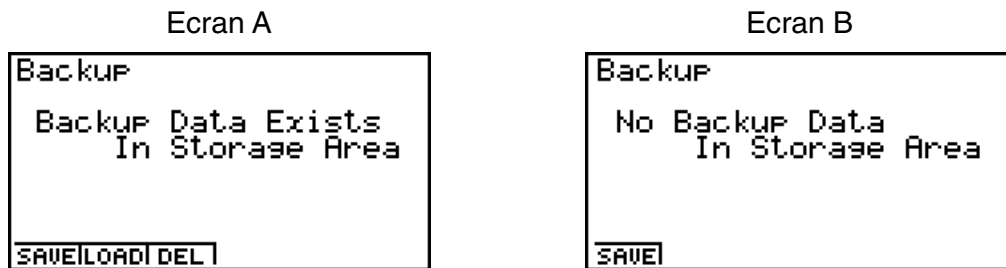 Ecran A
Backup
Backup Data Exists
In Storage Area
SAVE LOAD DEL
Ecran B
Backup
No Backup Data
In Storage Area
SAVE